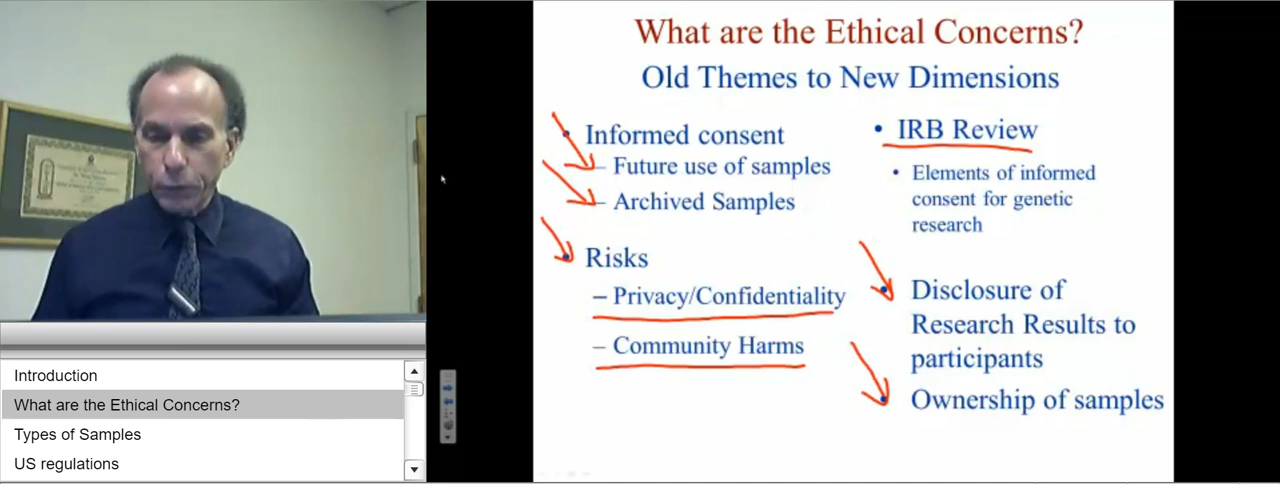 What are the Ethical Concerns?
Old Themes to New Dimensions
• Informed consent
– Future use of samples
– Archived Samples
• Risks
– Privacy/Confidentiality
– Community Harms
• IRB Review
• Elements of informed
consent for genetic
research
• Disclosure of
Research Results to
participants
• Ownership of samples
Introduction
What are the Ethical Concerns?
Types of Samples
US regulations